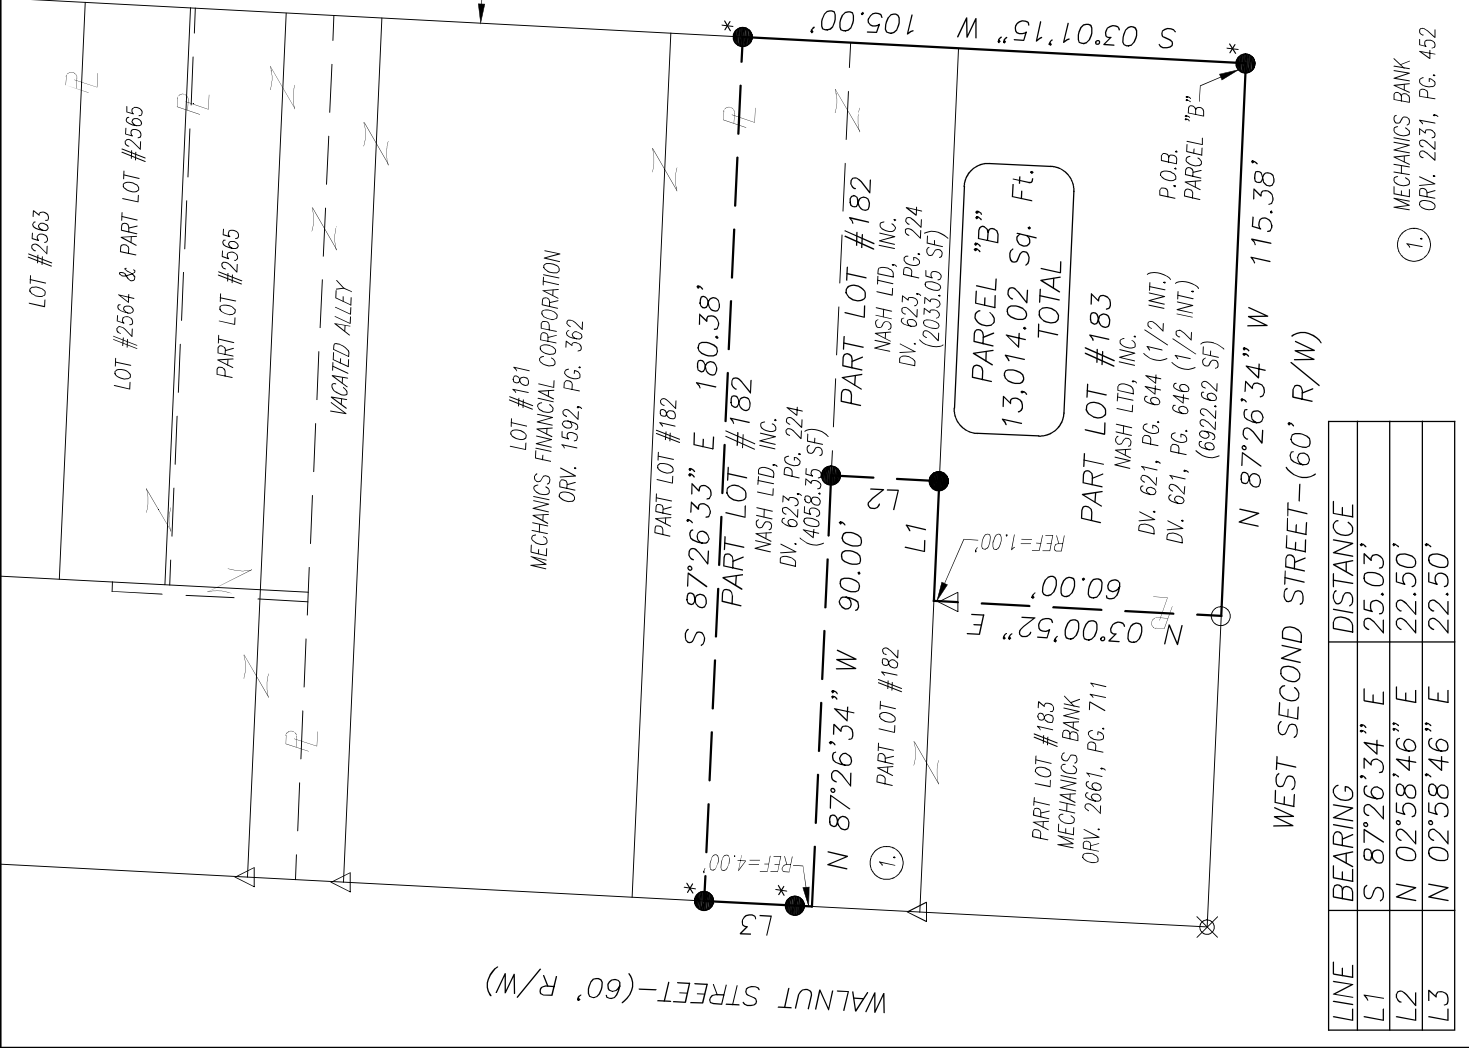 LOT #2563
LOT #2564 & PART LOT #2565
PART LOT #2565
VACATED ALLEY
LOT #181
MECHANICS FINANCIAL CORPORATION
ORV. 1592, PG. 362
PART LOT #182
S 87°26'33" E 180.38'
PART LOT #182
NASH LTD, INC.
DV. 623, PG. 224
(4058.35 SF)
PART LOT #182
NASH LTD, INC.
DV. 623, PG. 224
(2033.05 SF)
PARCEL "B"
13,014.02 Sq. Ft.
TOTAL
PART LOT #183
NASH LTD, INC.
DV. 621, PG. 644 (1/2 INT.)
DV. 621, PG. 646 (1/2 INT.)
(6922.62 SF)
S 03°01'15" W 105.00'
P.O.B.
PARCEL "B"
N 87°26'34" W 115.38'
N 03°00'52" E
60.00'
REF=1.00'
L1
L2
N 87°26'34" W 90.00'
L3
REF=4.00'
1.
PART LOT #182
PART LOT #183
MECHANICS BANK
ORV. 2661, PG. 711
WEST SECOND STREET-(60' R/W)
WALNUT STREET-(60' R/W)
1. MECHANICS BANK
ORV. 2231, PG. 452
LINE BEARING DISTANCE
L1 S 87°26'34" E 25.03'
L2 N 02°58'46" E 22.50'
L3 N 02°58'46" E 22.50'